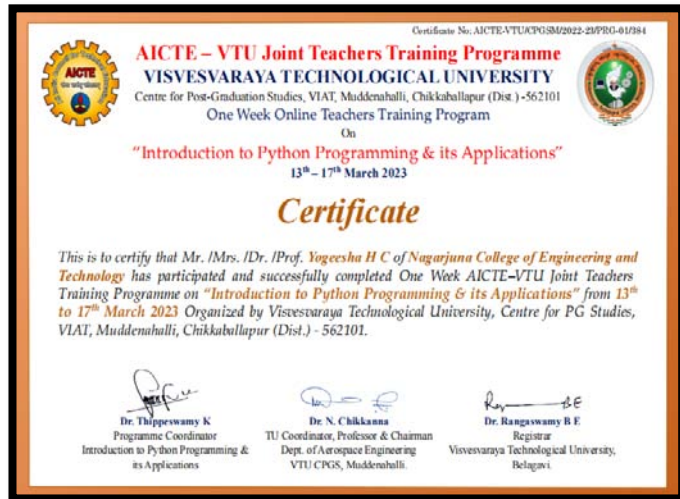 Certificate No: AICTE-VTU/CPGSM/2022-23/PRG-01/384
AICTE
AICTE – VTU Joint Teachers Training Programme
VISVESVARAYA TECHNOLOGICAL UNIVERSITY
Centre for Post-Graduation Studies, VIAT, Muddenahalli, Chikkaballapur (Dist.) -562101
One Week Online Teachers Training Program
On
“Introduction to Python Programming & its Applications”
13th – 17th March 2023
Certificate
This is to certify that Mr. /Mrs. /Dr. /Prof. Yogeesha H C of Nagarjuna College of Engineering and
Technology has participated and successfully completed One Week AICTE–VTU Joint Teachers
Training Programme on “Introduction to Python Programming & its Applications” from 13th
to 17th March 2023 Organized by Visvesvaraya Technological University, Centre for PG Studies,
VIAT, Muddenahalli, Chikkaballapur (Dist.) - 562101.
Dr. Thippeswamy K
Programme Coordinator
Introduction to Python Programming &
its Applications
Dr. N. Chikkanna
TU Coordinator, Professor & Chairman
Dept. of Aerospace Engineering
VTU CPGS, Muddenahalli.
Dr. Rangaswamy B E
Registrar
Visvesvaraya Technological University,
Belagavi.